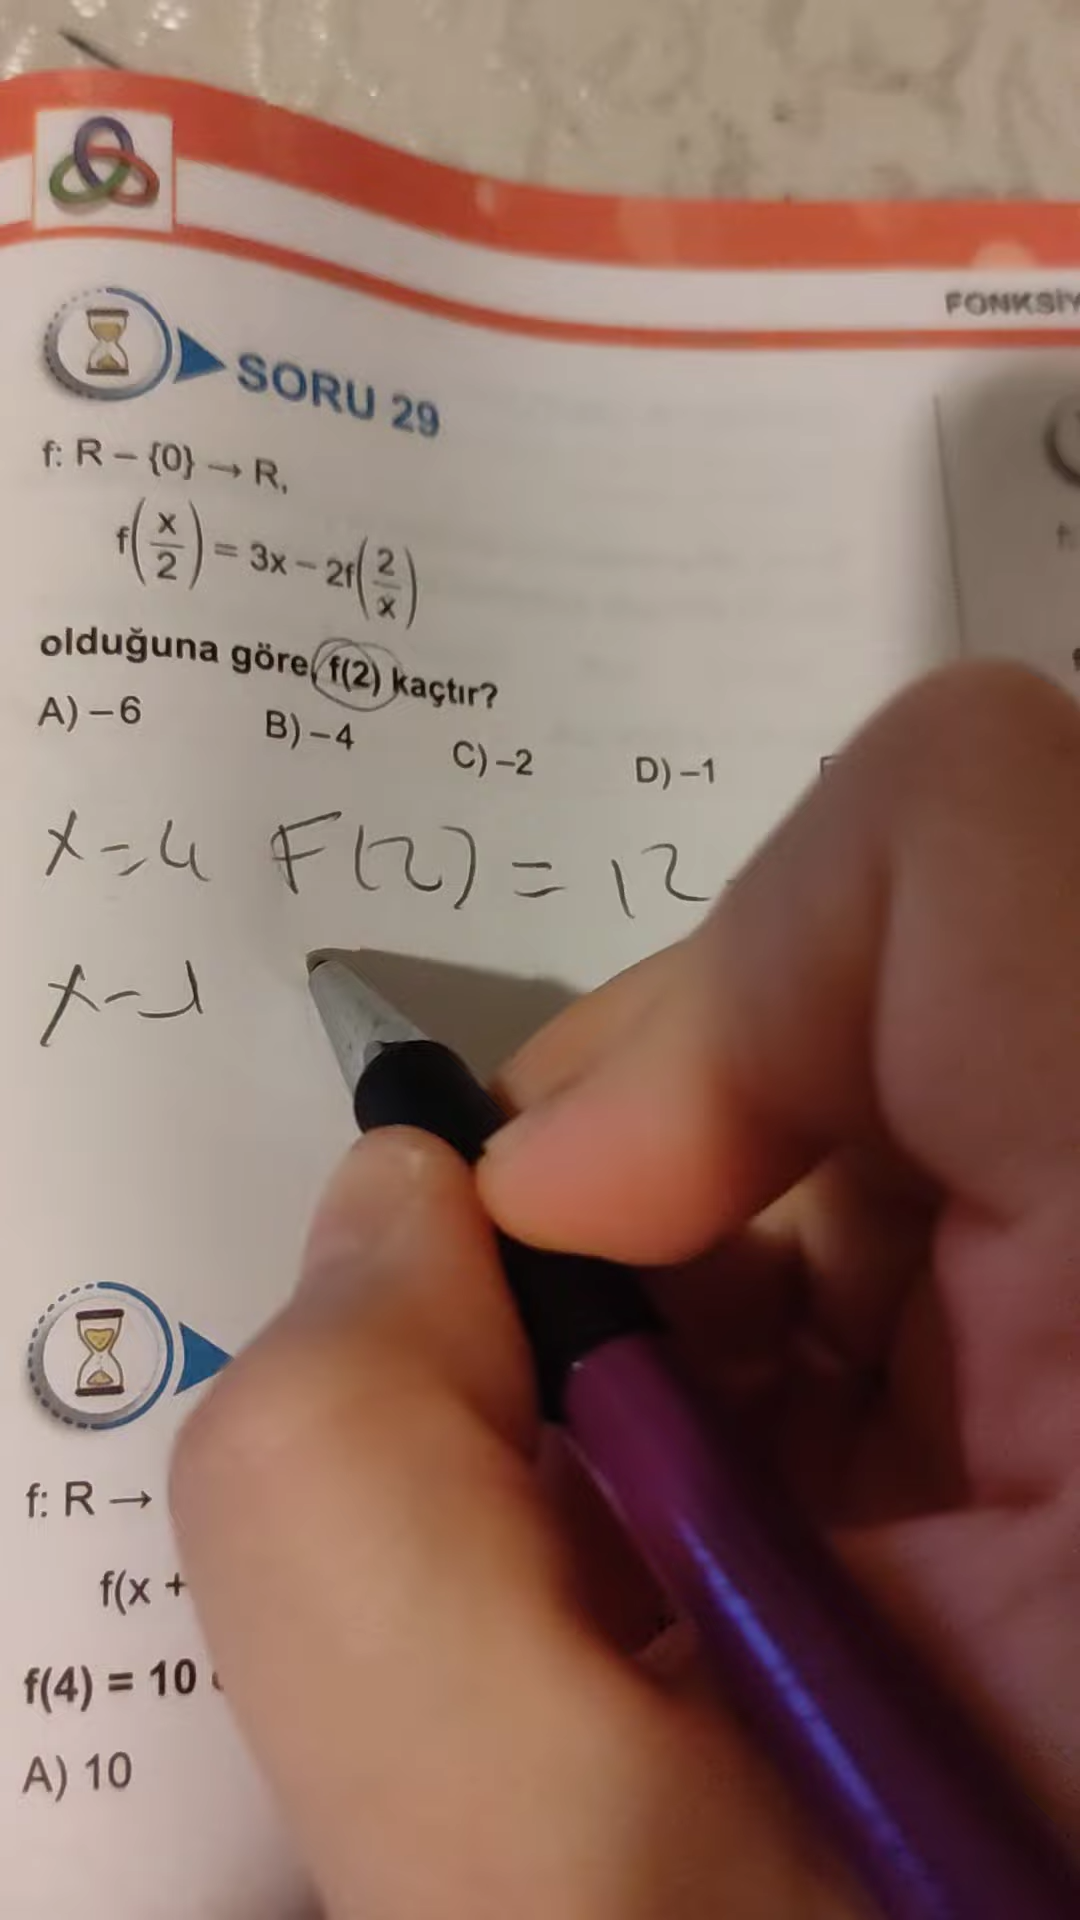 FONKSİY
SORU 29
f: R – {0} → R,
f(x/2) = 3x – 2f(2/x)
olduğuna göre, f(2) kaçtır?
A) –6 B) –4 C) –2 D) –1
x=4 F(2) = 12
x-1
f: R →
f(x +
f(4) = 10
A) 10